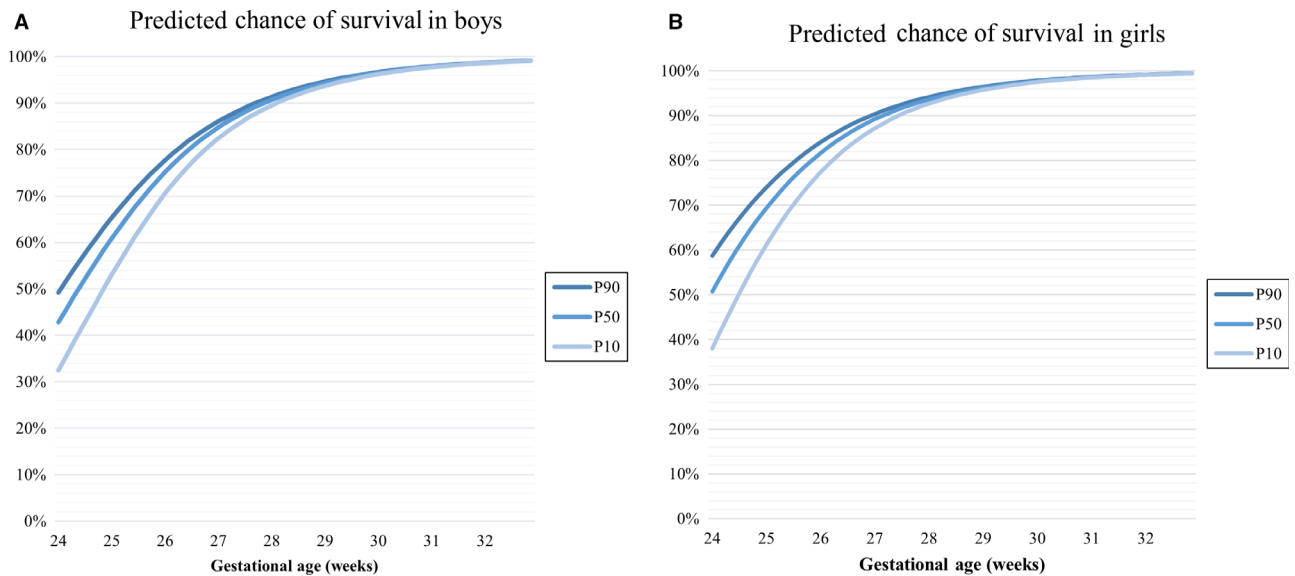 A
Predicted chance of survival in boys
100%
90%
80%
70%
60%
50%
40%
30%
20%
10%
0%
24 25 26 27 28 29 30 31 32
Gestational age (weeks)
P90
P50
P10
B
Predicted chance of survival in girls
100%
90%
80%
70%
60%
50%
40%
30%
20%
10%
0%
24 25 26 27 28 29 30 31 32
Gestational age (weeks)
P90
P50
P10